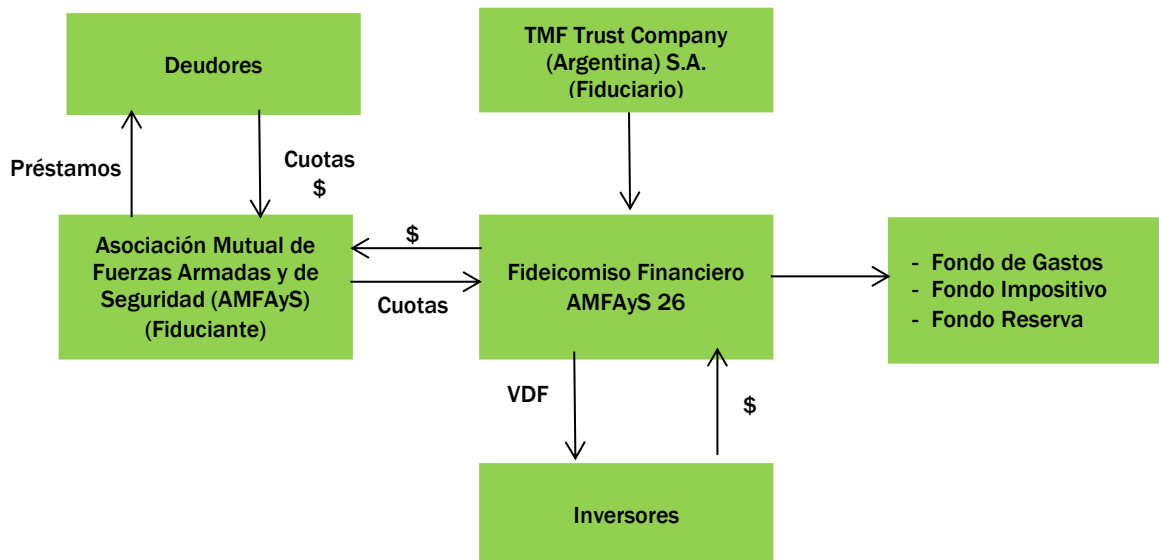 Deudores
TMF Trust Company
(Argentina) S.A.
(Fiduciario)
Préstamos
Cuotas
$
Asociación Mutual de
Fuerzas Armadas y de
Seguridad (AMFAyS)
(Fiduciante)
$
Cuotas
Fideicomiso Financiero
AMFAyS 26
- Fondo de Gastos
- Fondo Impositivo
- Fondo Reserva
VDF
$
Inversores